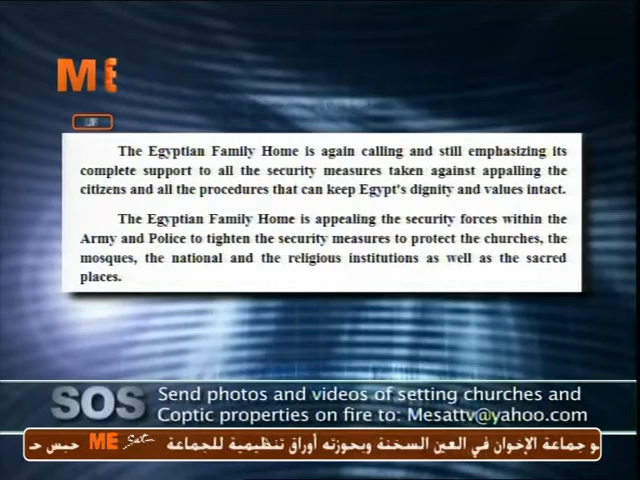 ME
The Egyptian Family Home is again calling and still emphasizing its
complete support to all the security measures taken against appalling the
citizens and all the procedures that can keep Egypt's dignity and values intact.
The Egyptian Family Home is appealing the security forces within the
Army and Police to tighten the security measures to protect the churches, the
mosques, the national and the religious institutions as well as the sacred
places.
SOS
Send photos and videos of setting churches and
Coptic properties on fire to: Mesattv@yahoo.com
و جماعة الإخوان في العين السخنة وبحوزته أوراق تنظيمية للجماعة ME Sat حبس حـ